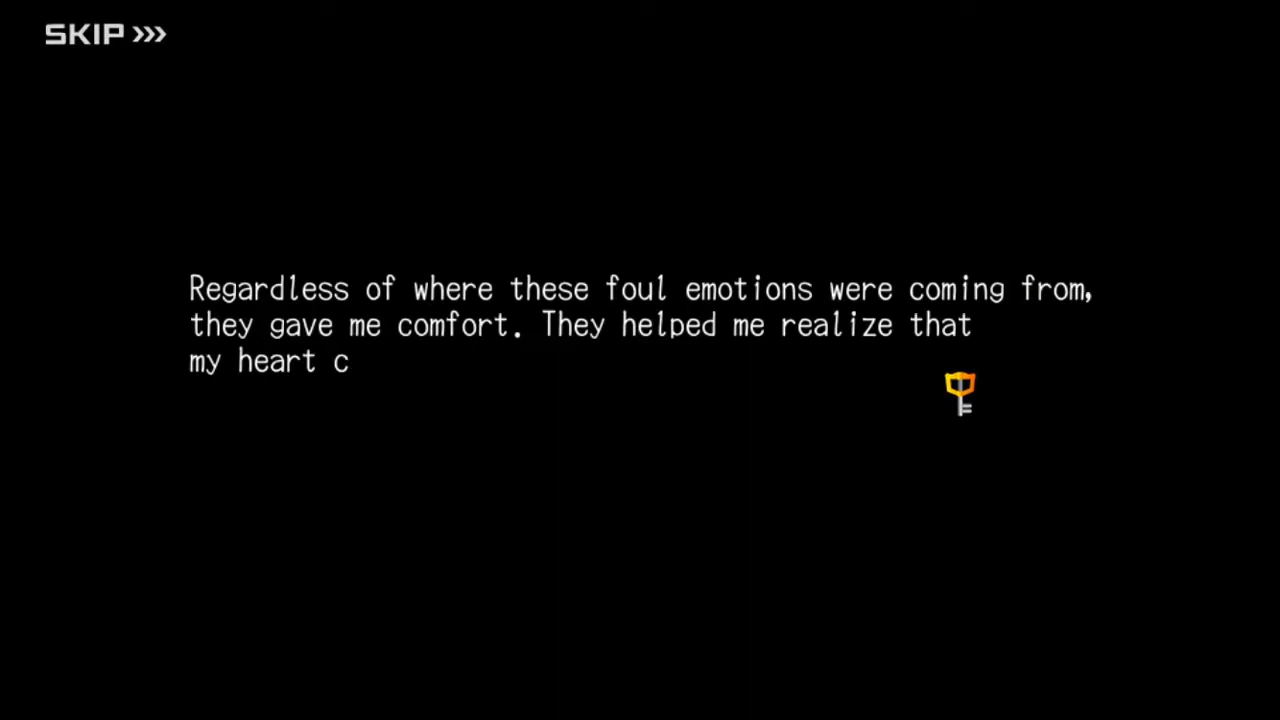 SKIP >>>
Regardless of where these foul emotions were coming from,
they gave me comfort. They helped me realize that
my heart c